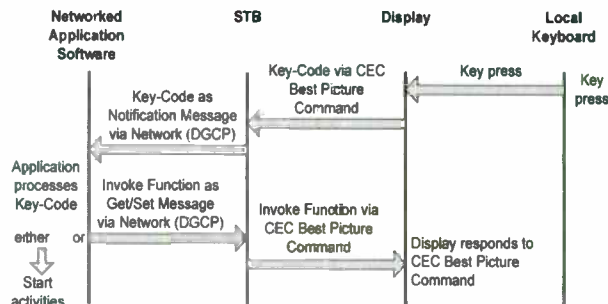 Networked
Application
Software
STB
Display
Local
Keyboard
Key-Code via CEC
Best Picture
Command
Key press
Key
press
Key-Code as
Notification Message
via Network (DGCP)
Application
processes
Key-Code
Invoke Function as
Get/Set Message
via Network (DGCP)
Invoke Function via
CEC Best Picture
Command
either or
Display responds to
CEC Best Picture
Command
Start
activities